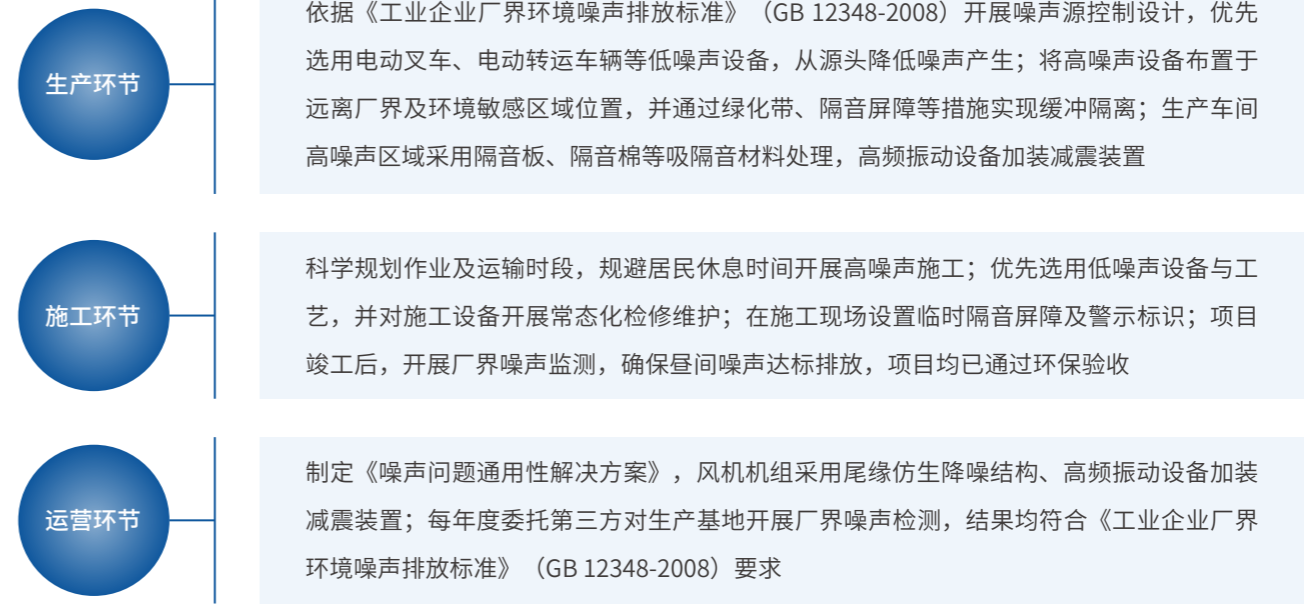 生产环节
依据《工业企业厂界环境噪声排放标准》（GB 12348-2008）开展噪声源控制设计，优先
选用电动叉车、电动转运车辆等低噪声设备，从源头降低噪声产生；将高噪声设备布置于
远离厂界及环境敏感区域位置，并通过绿化带、隔音屏障等措施实现缓冲隔离；生产车间
高噪声区域采用隔音板、隔音棉等吸隔音材料处理，高频振动设备加装减震装置
施工环节
科学规划作业及运输时段，规避居民休息时间开展高噪声施工；优先选用低噪声设备与工
艺，并对施工设备开展常态化检修维护；在施工现场设置临时隔音屏障及警示标识；项目
竣工后，开展厂界噪声监测，确保昼间噪声达标排放，项目均已通过环保验收
运营环节
制定《噪声问题通用性解决方案》，风机机组采用尾缘仿生降噪结构、高频振动设备加装
减震装置；每年度委托第三方对生产基地开展厂界噪声检测，结果均符合《工业企业厂界
环境噪声排放标准》（GB 12348-2008）要求